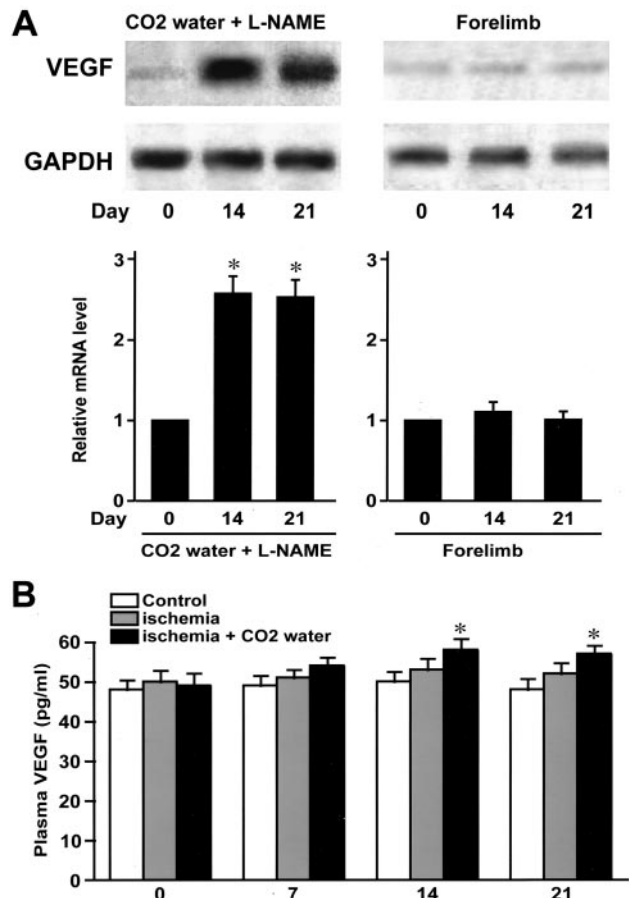 A
CO2 water + L-NAME Forelimb
VEGF
GAPDH
Day 0 14 21 0 14 21
Relative mRNA level
3
2
1
0
* *
3
2
1
0
Day 0 14 21 0 14 21
CO2 water + L-NAME Forelimb
B
Control
ischemia
ischemia + CO2 water
Plasma VEGF (pg/ml)
60
50
40
30
20
10
0
* *
0 7 14 21